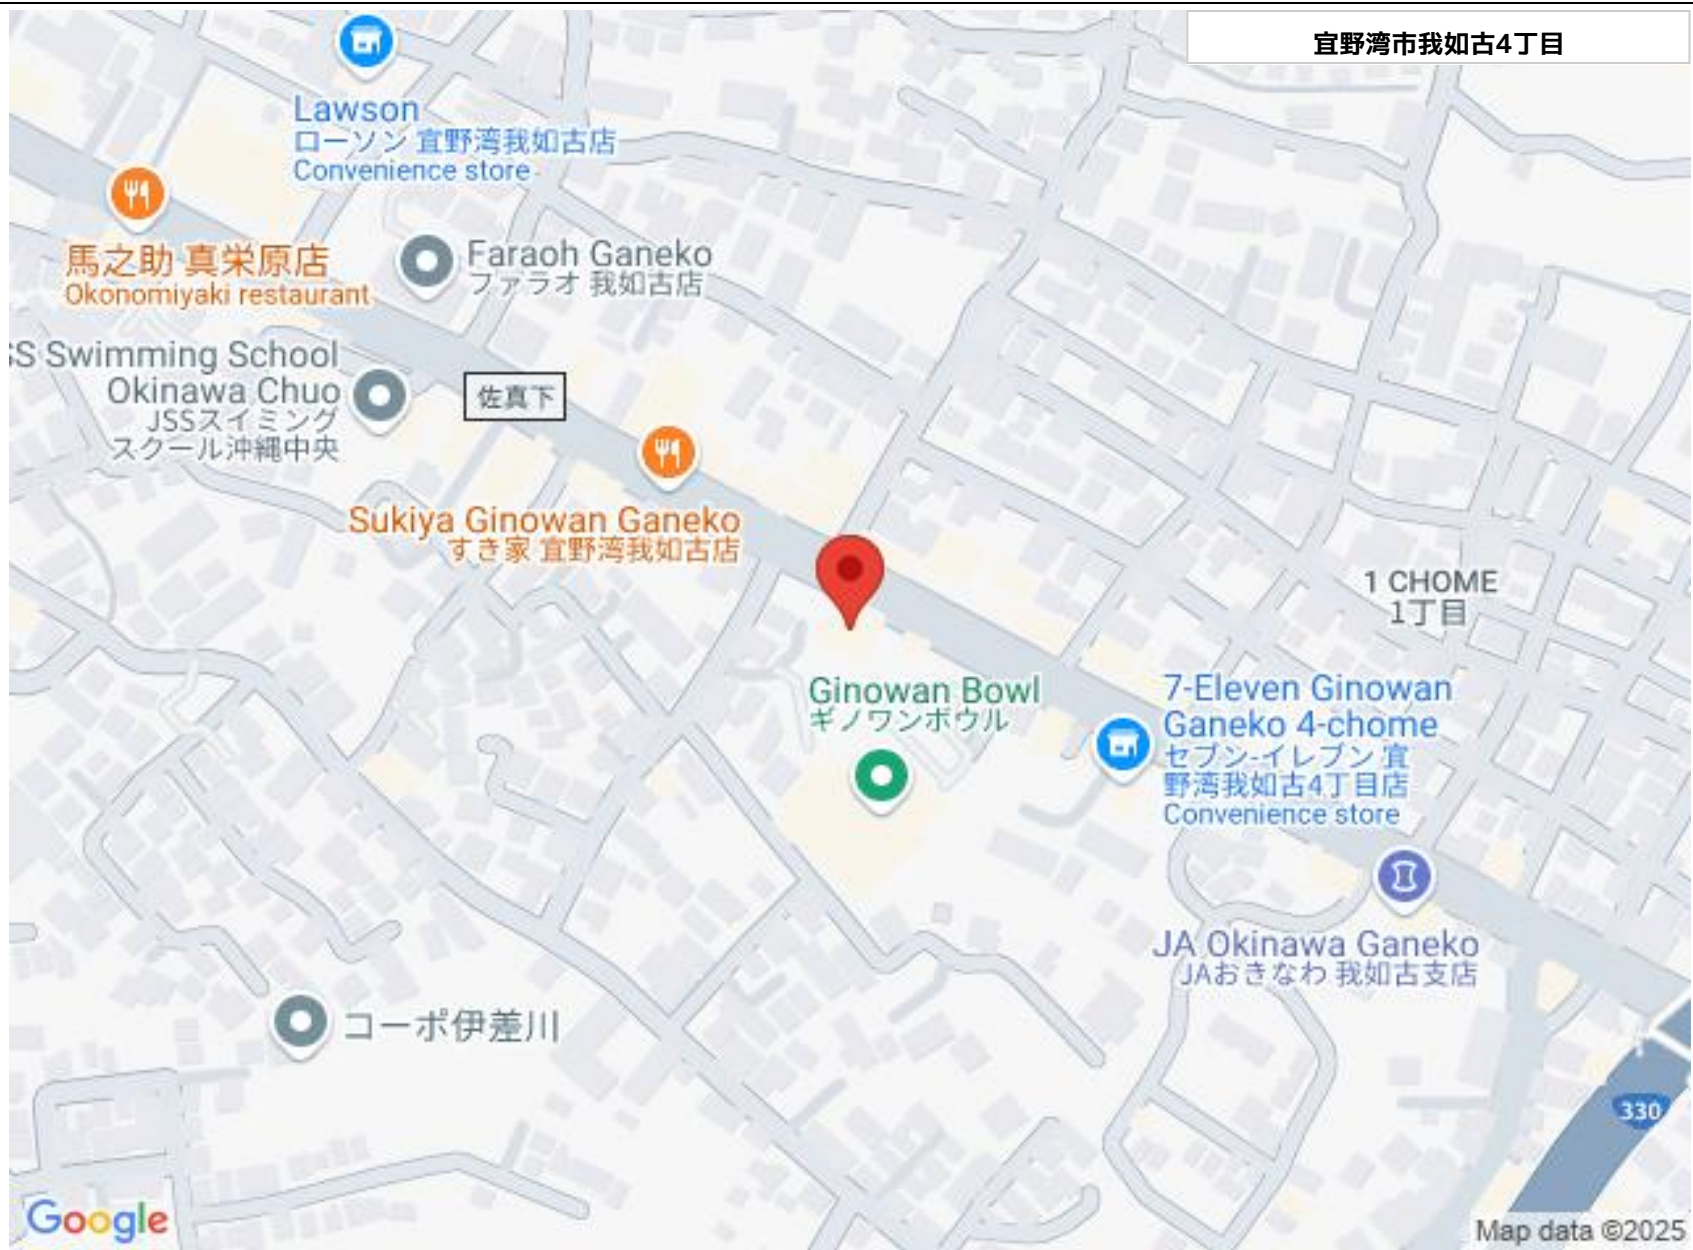 宜野湾市我如古4丁目
Lawson
ローソン 宜野湾我如古店
Convenience store
馬之助 真栄原店
Okonomiyaki restaurant
Faraoh Ganeko
ファラオ 我如古店
SS Swimming School
Okinawa Chuo
JSSスイミング
スクール沖縄中央
佐真下
Sukiya Ginowan Ganeko
すき家 宜野湾我如古店
1 CHOME
1丁目
Ginowan Bowl
ギノワンボウル
7-Eleven Ginowan
Ganeko 4-chome
セブン-イレブン 宜
野湾我如古4丁目店
Convenience store
JA Okinawa Ganeko
JAおきなわ 我如古支店
コーポ伊差川
330
Google
Map data ©2025